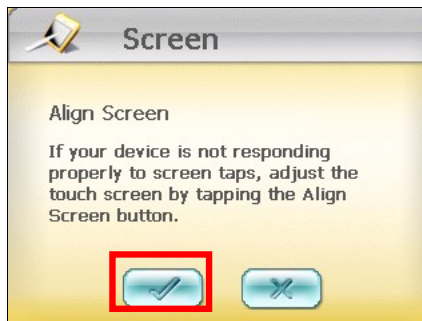 Screen
Align Screen
If your device is not responding
properly to screen taps, adjust the
touch screen by tapping the Align
Screen button.